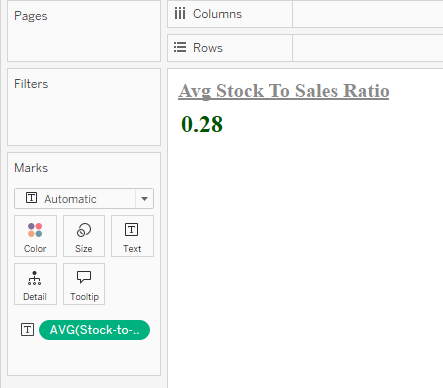 Pages
Columns
Rows
Filters
Avg Stock To Sales Ratio
0.28
Marks
Automatic
Color
Size
Text
Detail
Tooltip
AVG(Stock-to-..